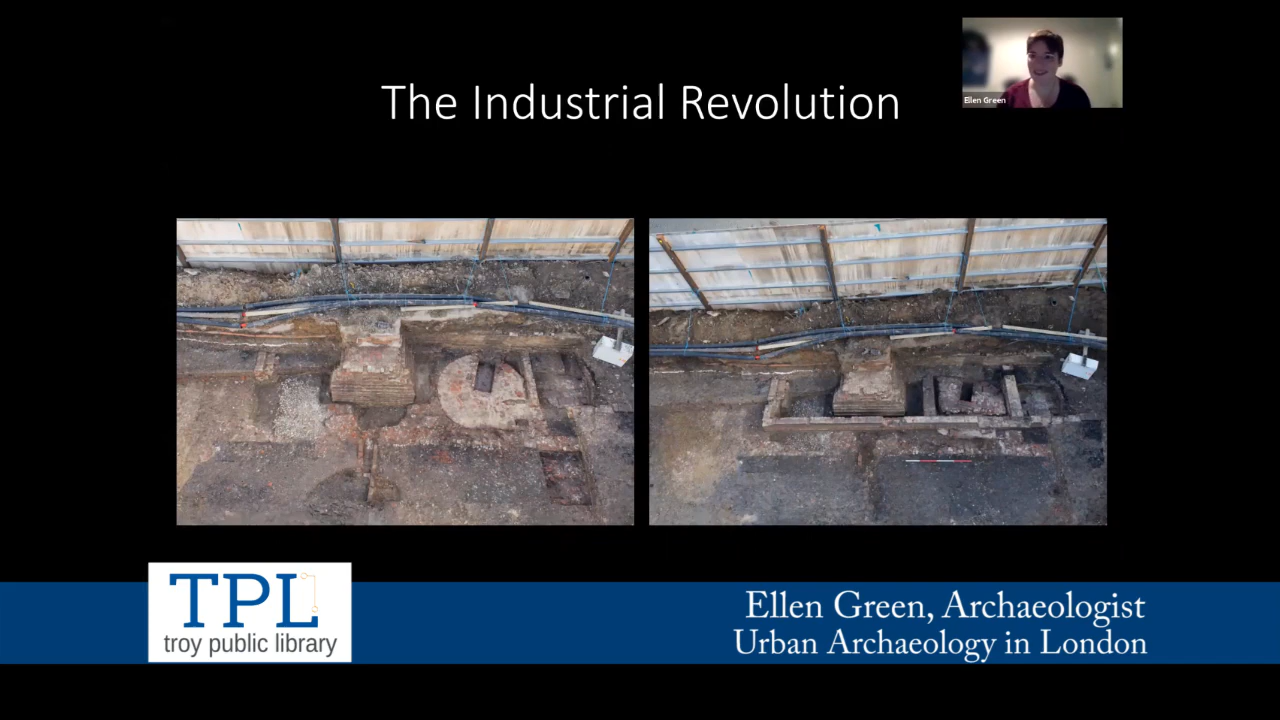 The Industrial Revolution
Ellen Green
TPL
troy public library
Ellen Green, Archaeologist
Urban Archaeology in London